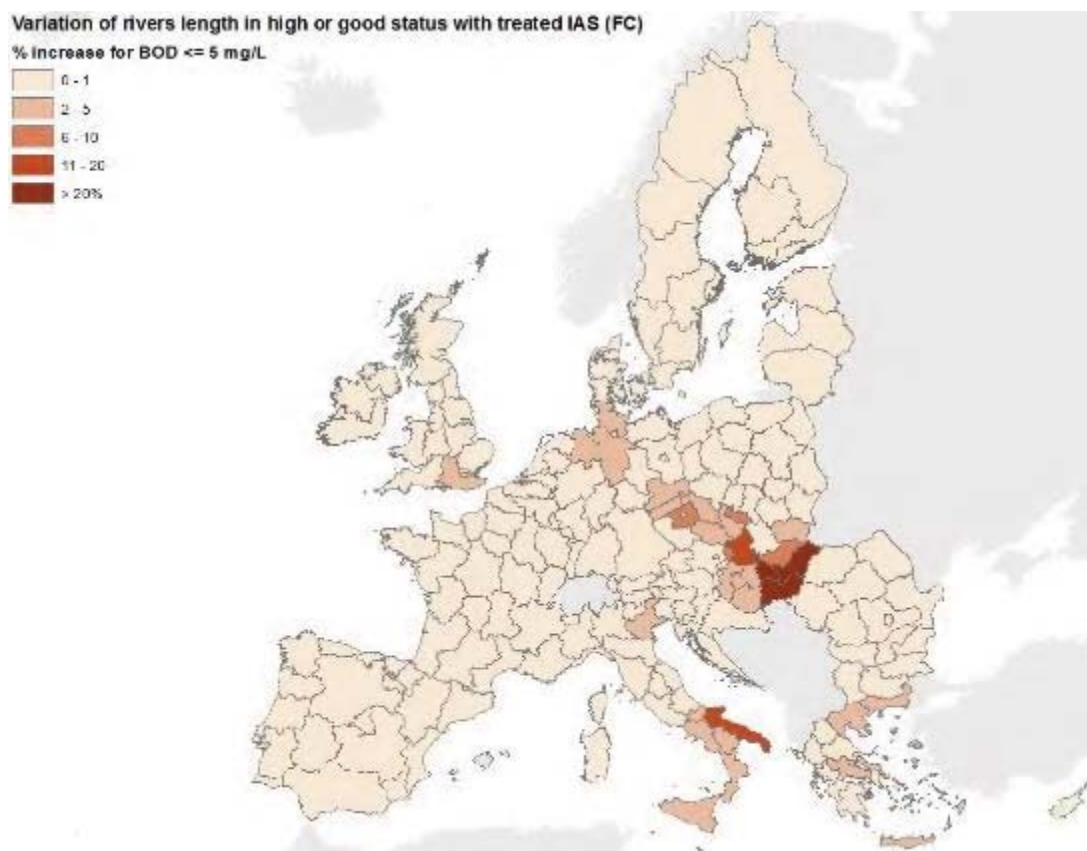 Variation of rivers length in high or good status with treated IAS (FC)
% increase for BOD <= 5 mg/L
0 - 1
2 - 5
6 - 10
11 - 20
> 20%